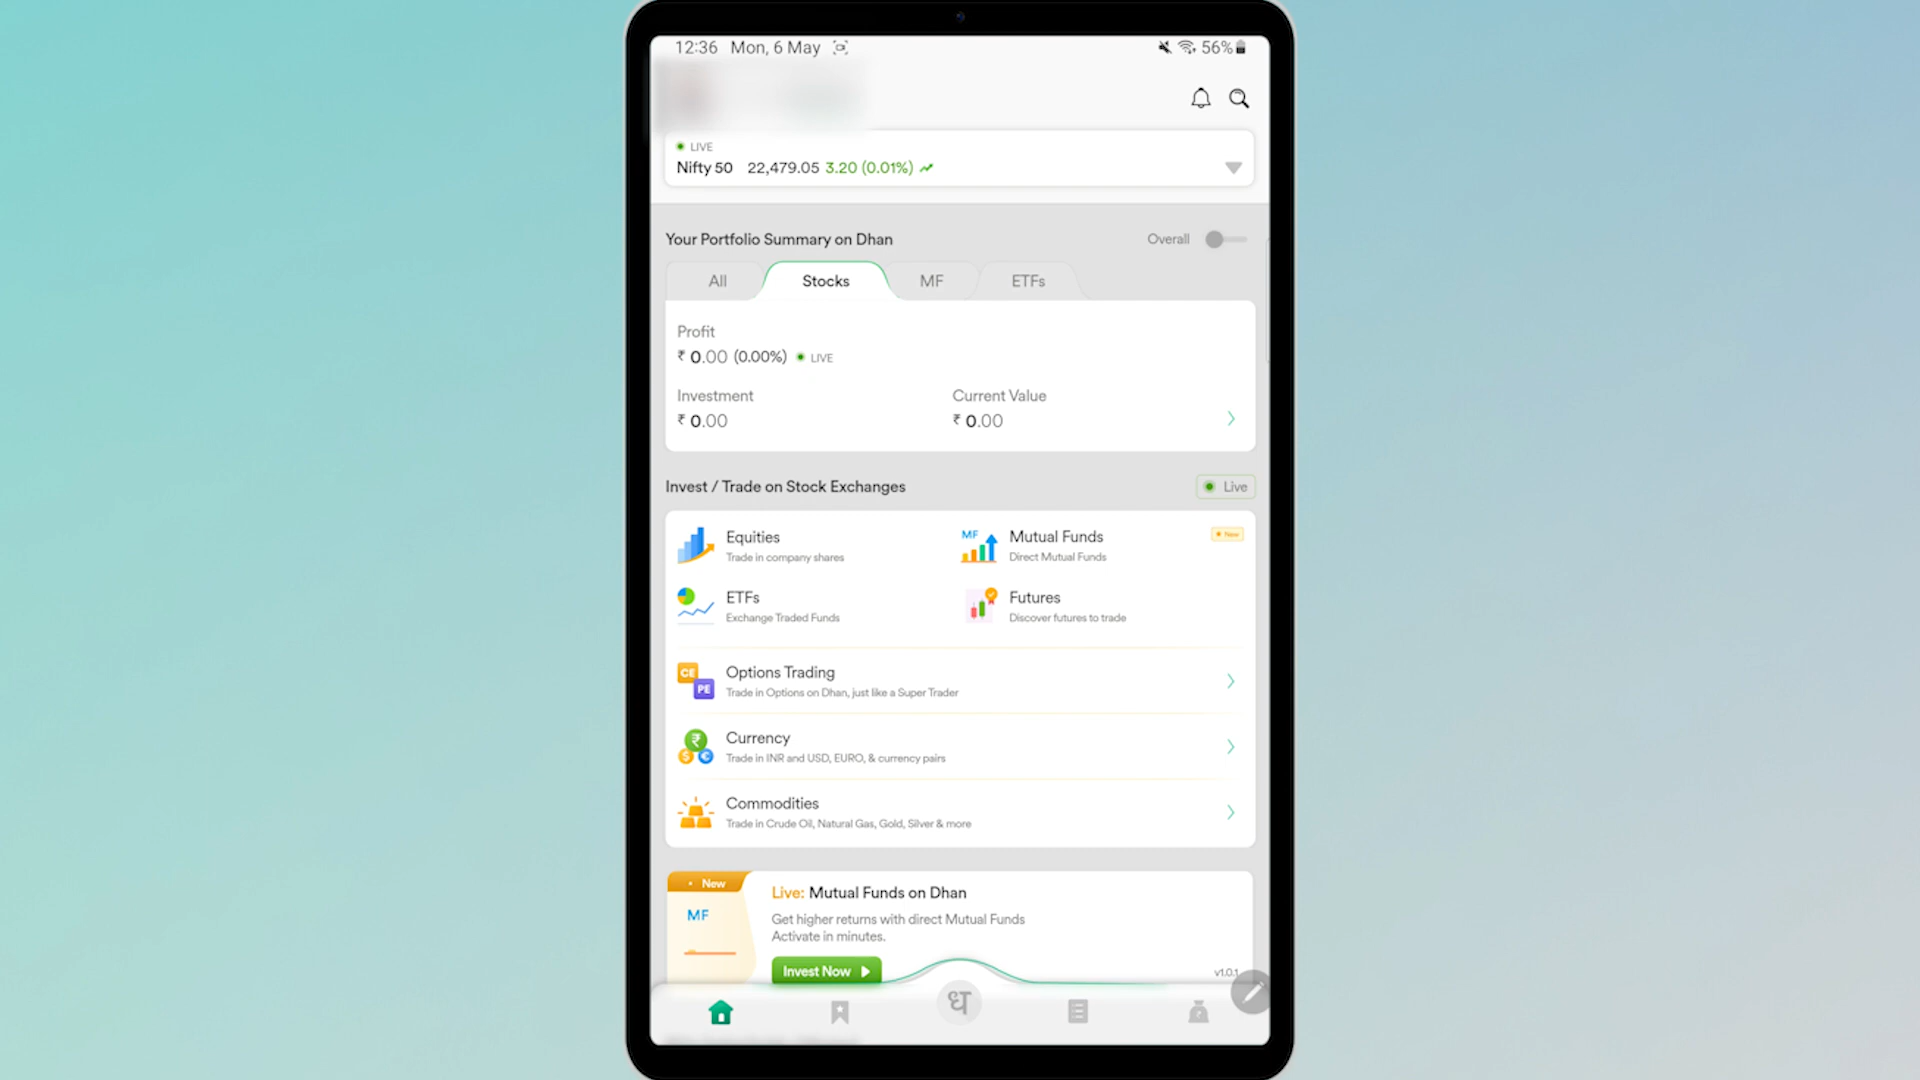 12:36 Mon, 6 May 56%
LIVE
Nifty 50 22,479.05 3.20 (0.01%)
Your Portfolio Summary on Dhan Overall
All Stocks MF ETFs
Profit
₹ 0.00 (0.00%) LIVE
Investment Current Value
₹ 0.00 ₹ 0.00
Invest / Trade on Stock Exchanges Live
Equities
Trade in company shares
MF Mutual Funds New
Direct Mutual Funds
ETFs
Exchange Traded Funds
Futures
Discover futures to trade
CE PE Options Trading
Trade in Options on Dhan, just like a Super Trader
₹ $ € Currency
Trade in INR and USD, EURO, & currency pairs
Commodities
Trade in Crude Oil, Natural Gas, Gold, Silver & more
New
MF
Live: Mutual Funds on Dhan
Get higher returns with direct Mutual Funds
Activate in minutes.
Invest Now
v1.0.1
ध